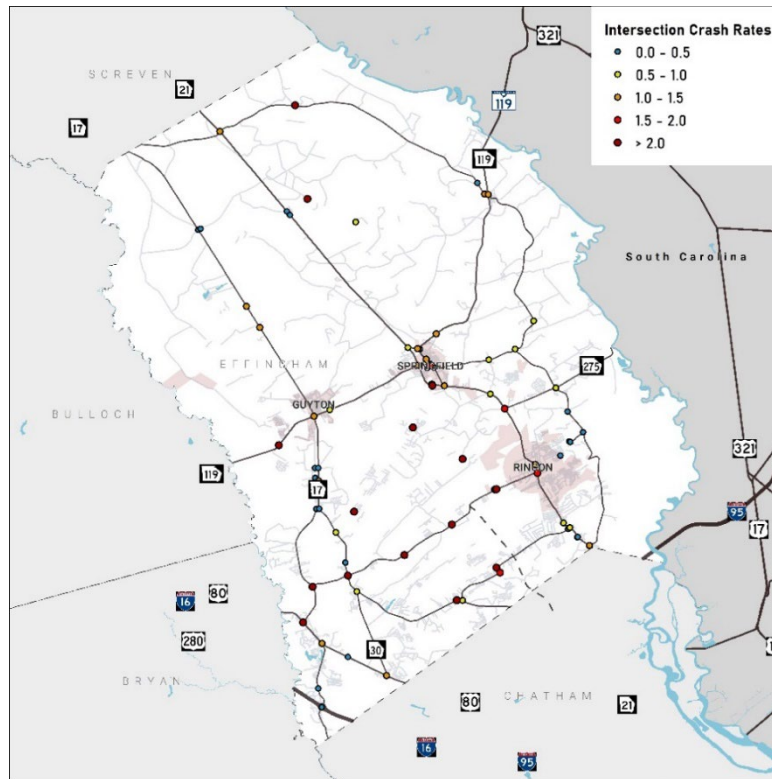 Intersection Crash Rates
0.0 - 0.5
0.5 - 1.0
1.0 - 1.5
1.5 - 2.0
> 2.0
321
SCREVEN
21
17
119
119
South Carolina
EFFINGHAM
SPRINGFIELD
275
GUYTON
BULLOCH
RINCON
119
17
321
95
17
16
80
280
30
BRYAN
CHATHAM
80
21
16
95